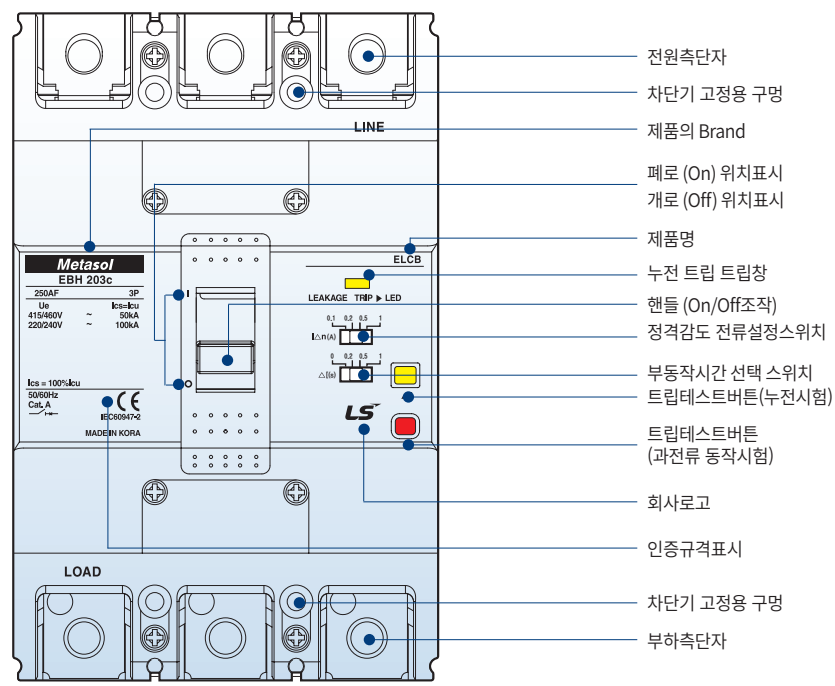 전원측단자
차단기 고정용 구멍
LINE
제품의 Brand
폐로 (On) 위치표시
개로 (Off) 위치표시
제품명
ELCB
Metasol
EBH 203c
250AF 3P
Ue Ics=Icu
415/460V ~ 50kA
220/240V ~ 100kA
Ics = 100%Icu
50/60Hz
Cat. A
CE
IEC60947-2
MADE IN KORA
I
O
누전 트립 트립창
LEAKAGE TRIP ▶ LED
핸들 (On/Off조작)
0.1 0.2 0.5 1
I△n(A)
정격감도 전류설정스위치
0 0.2 0.5 1
△t(s)
부동작시간 선택 스위치
트립테스트버튼(누전시험)
LS
트립테스트버튼
(과전류 동작시험)
회사로고
인증규격표시
LOAD
차단기 고정용 구멍
부하측단자